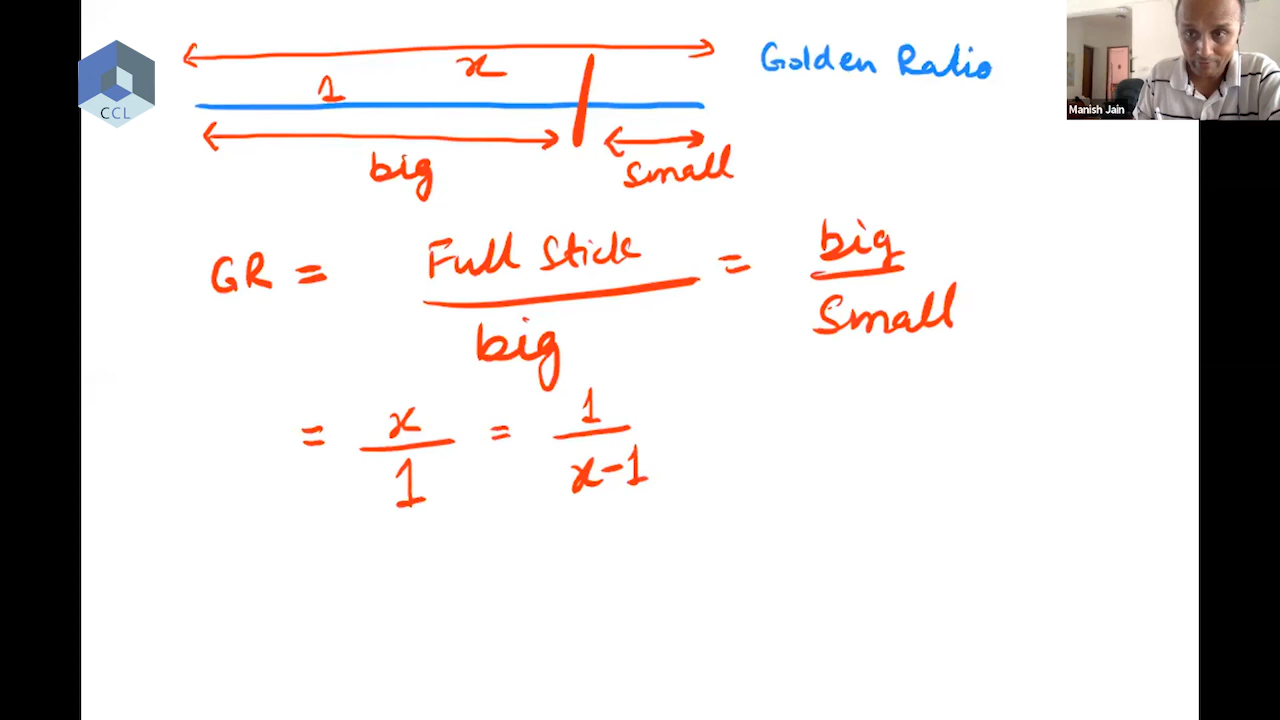 x
Golden Ratio
1
CCL
Manish Jain
big
small
GR = Full Stick / big = big / Small
= x / 1 = 1 / x-1